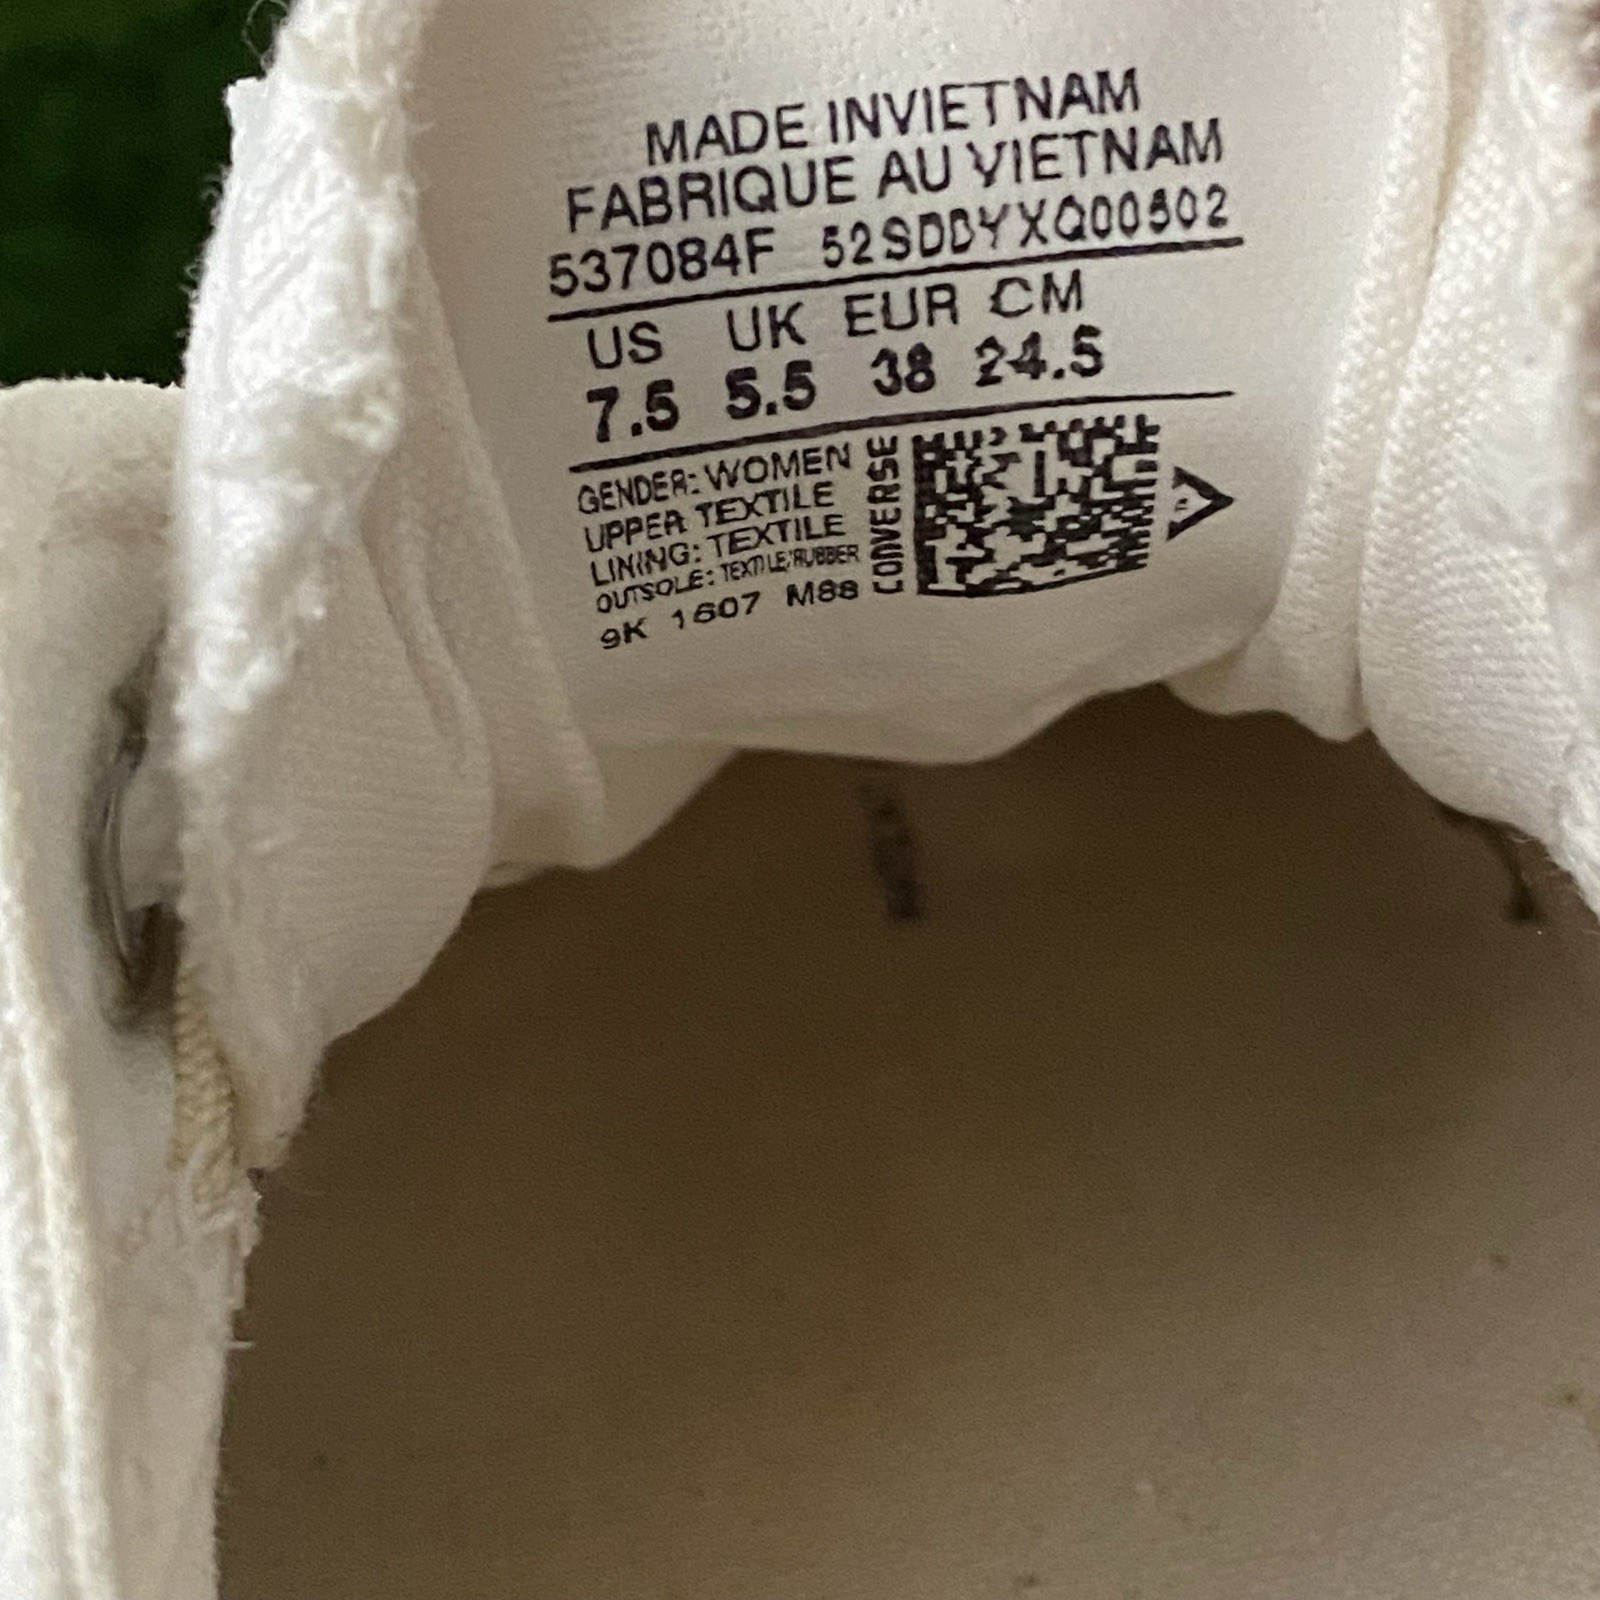 MADE INVIETNAM
FABRIQUE AU VIETNAM
537084F 52SDDYXQ00502
US UK EUR CM
7.5 5.5 38 24.5
GENDER: WOMEN
UPPER TEXTILE
LINING: TEXTILE
OUTSOLE: TEXTILE/RUBBER
9K 1607 M88
CONVERSE